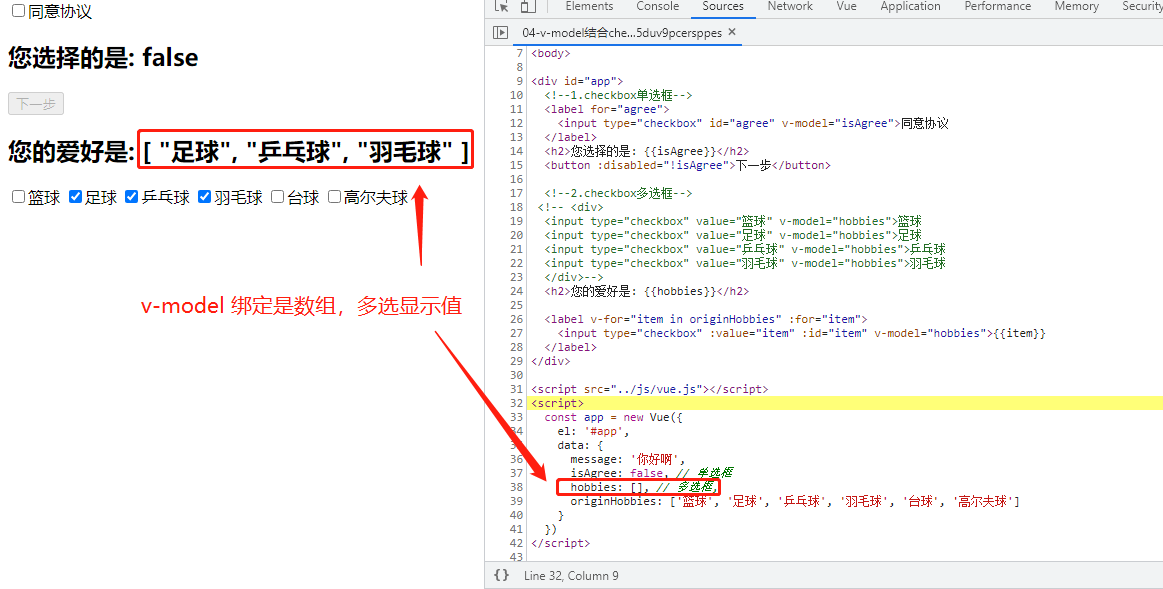 同意协议
您选择的是: false
下一步
您的爱好是: [ "足球", "乒乓球", "羽毛球" ]
篮球 足球 乒乓球 羽毛球 台球 高尔夫球
v-model 绑定是数组，多选显示值
Elements Console Sources Network Vue Application Performance Memory Security
04-v-model结合che...5duv9pcersppes ×
7 <body>
8
9 <div id="app">
10 <!--1.checkbox单选框-->
11 <label for="agree">
12 <input type="checkbox" id="agree" v-model="isAgree">同意协议
13 </label>
14 <h2>您选择的是: {{isAgree}}</h2>
15 <button :disabled="!isAgree">下一步</button>
16
17 <!--2.checkbox多选框-->
18 <!-- <div>
19 <input type="checkbox" value="篮球" v-model="hobbies">篮球
20 <input type="checkbox" value="足球" v-model="hobbies">足球
21 <input type="checkbox" value="乒乓球" v-model="hobbies">乒乓球
22 <input type="checkbox" value="羽毛球" v-model="hobbies">羽毛球
23 </div>-->
24 <h2>您的爱好是: {{hobbies}}</h2>
25
26 <label v-for="item in originHobbies" :for="item">
27 <input type="checkbox" :value="item" :id="item" v-model="hobbies">{{item}}
28 </label>
29 </div>
30
31 <script src="../js/vue.js"></script>
32 <script>
33 const app = new Vue({
34 el: '#app',
35 data: {
36 message: '你好啊',
37 isAgree: false, // 单选框
38 hobbies: [], // 多选框,
39 originHobbies: ['篮球', '足球', '乒乓球', '羽毛球', '台球', '高尔夫球']
40 }
41 })
42 </script>
43
{} Line 32, Column 9